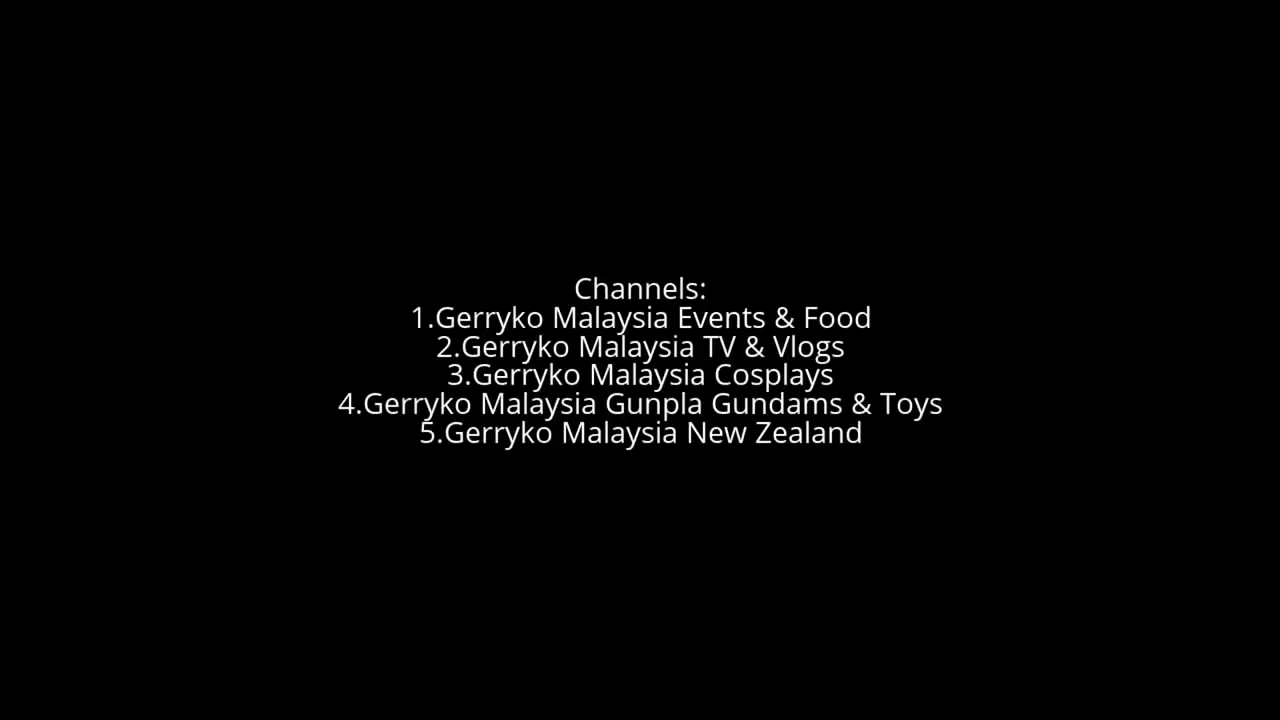 Channels:
1.Gerryko Malaysia Events & Food
2.Gerryko Malaysia TV & Vlogs
3.Gerryko Malaysia Cosplays
4.Gerryko Malaysia Gunpla Gundams & Toys
5.Gerryko Malaysia New Zealand